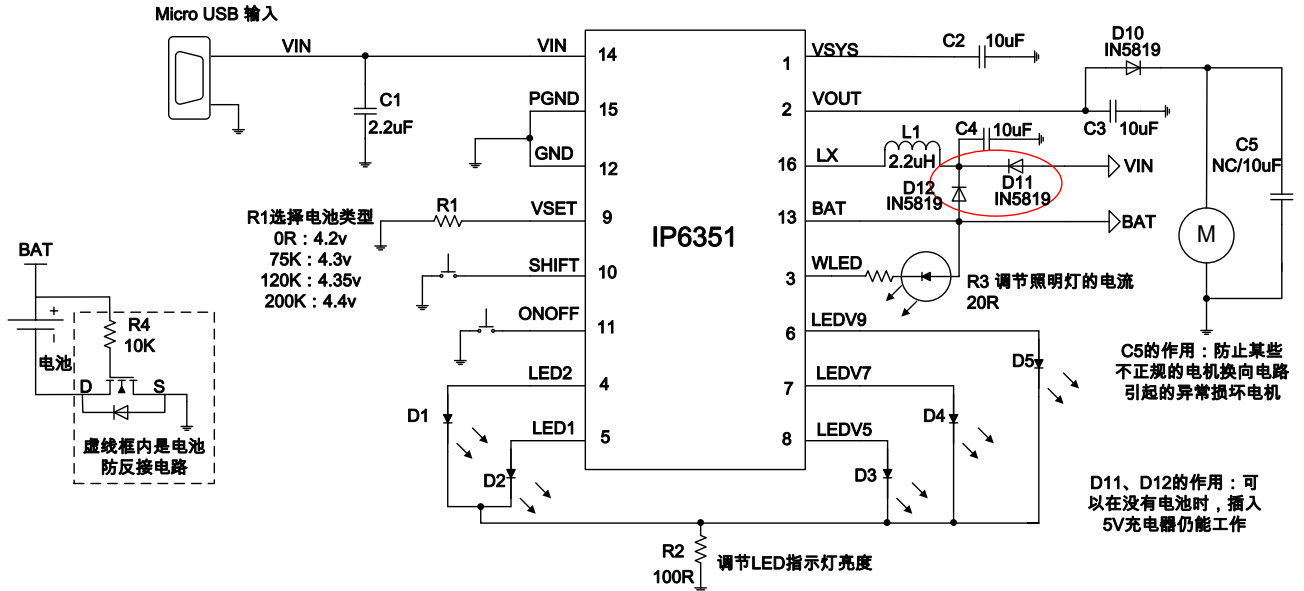 Micro USB 输入
VIN
VIN
14
C1
2.2uF
PGND
15
GND
12
VSET
9
R1
R1选择电池类型
0R：4.2v
75K：4.3v
120K：4.35v
200K：4.4v
SHIFT
10
ONOFF
11
LED2
4
LED1
5
D1
D2
IP6351
1
VSYS
C2
10uF
2
VOUT
D10
IN5819
C3
10uF
C4
10uF
L1
2.2uH
16
LX
D12
IN5819
D11
IN5819
VIN
13
BAT
BAT
3
WLED
R3 调节照明灯的电流
20R
6
LEDV9
D5
7
LEDV7
D4
8
LEDV5
D3
C5
NC/10uF
M
C5的作用：防止某些
不正规的电机换向电路
引起的异常损坏电机
D11、D12的作用：可
以在没有电池时，插入
5V充电器仍能工作
BAT
+
电池
R4
10K
D
S
虚线框内是电池
防反接电路
R2
100R
调节LED指示灯亮度